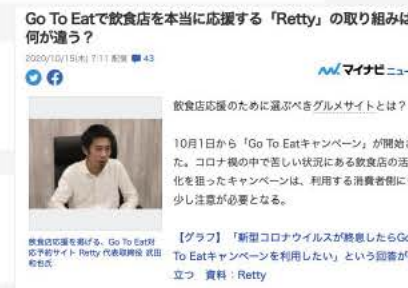 Go To Eatで飲食店を本当に応援する「Retty」の取り組みは
何が違う？
2020/10/15(木) 7:11 配信 43
マイナビニュー
飲食店応援のために選ぶべきグルメサイトとは？
10月1日から「Go To Eatキャンペーン」が開始さ
た。コロナ禍の中で苦しい状況にある飲食店の活
化を狙ったキャンペーンは、利用する消費者側に
少し注意が必要となる。
飲食店応援を掲げる、Go To Eat対
応予約サイト Retty 代表取締役 武田
和也氏
【グラフ】「新型コロナウイルスが終息したらGo
To Eatキャンペーンを利用したい」という回答が
立つ　資料：Retty